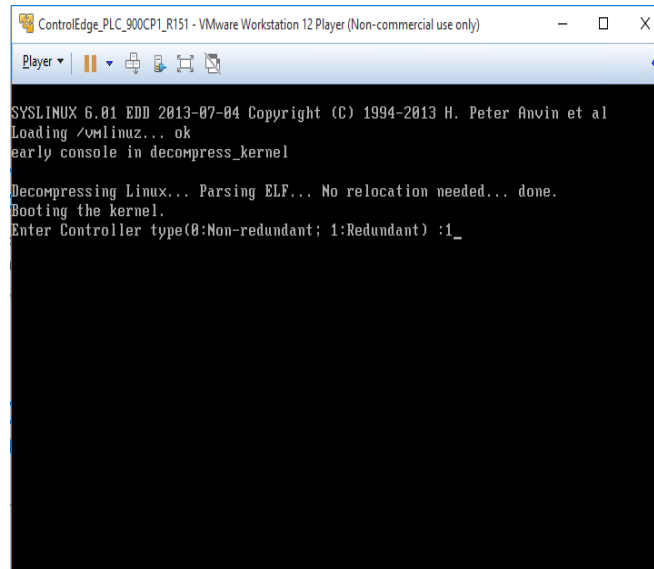 ControlEdge_PLC_900CP1_R151 - VMware Workstation 12 Player (Non-commercial use only)
Player
SYSLINUX 6.01 EDD 2013-07-04 Copyright (C) 1994-2013 H. Peter Anvin et al
Loading /vmlinuz... ok
early console in decompress_kernel
Decompressing Linux... Parsing ELF... No relocation needed... done.
Booting the kernel.
Enter Controller type(0:Non-redundant; 1:Redundant) :1_